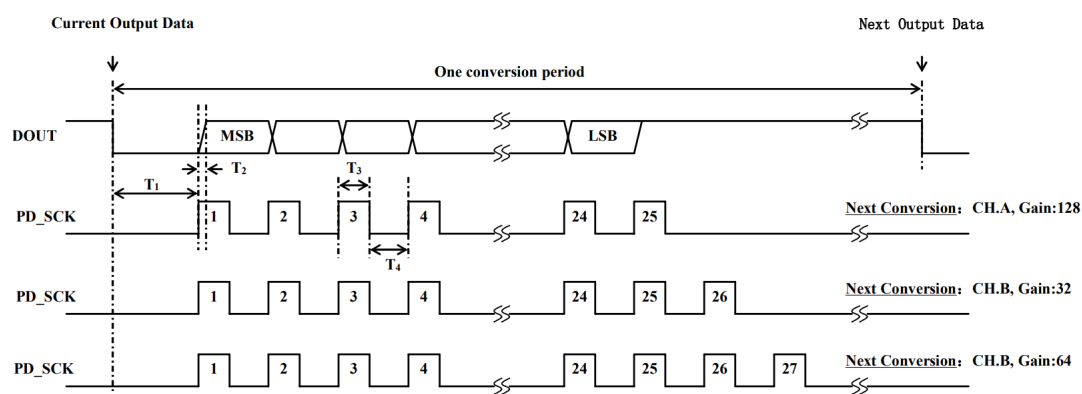 Current Output Data
Next Output Data
One conversion period
DOUT
MSB
LSB
T1
T2
T3
PD_SCK
1
2
3
4
24
25
Next Conversion：CH.A, Gain:128
T4
PD_SCK
1
2
3
4
24
25
26
Next Conversion：CH.B, Gain:32
PD_SCK
1
2
3
4
24
25
26
27
Next Conversion：CH.B, Gain:64